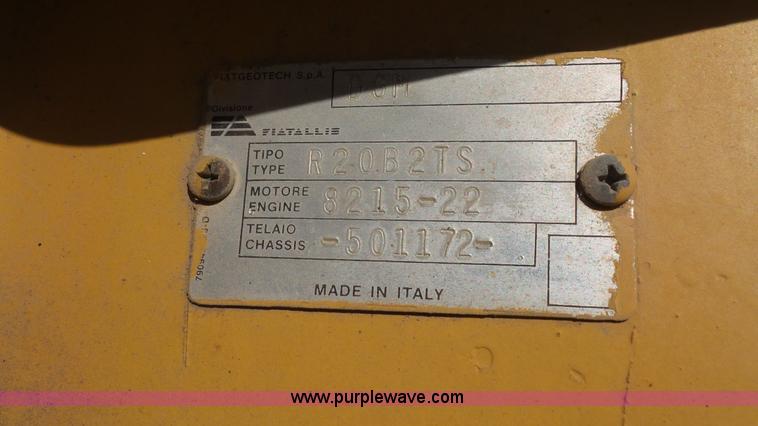 FIATGEOTECH S.p.A.
Divisione
FIATALLIS
TIPO
TYPE
R20B2TS
MOTORE
ENGINE
8215-22
TELAIO
CHASSIS
-501172-
MADE IN ITALY
www.purplewave.com